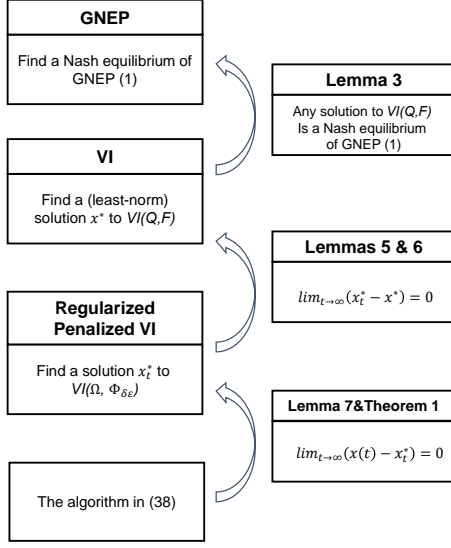 GNEP
Find a Nash equilibrium of
GNEP (1)
Lemma 3
Any solution to VI(Q,F)
Is a Nash equilibrium
of GNEP (1)
VI
Find a (least-norm)
solution x* to VI(Q,F)
Lemmas 5 & 6
lim_{t→∞}(x_t^* − x*) = 0
Regularized
Penalized VI
Find a solution x_t^* to
VI(Ω, Φ_{δε})
Lemma 7&Theorem 1
lim_{t→∞}(x(t) − x_t^*) = 0
The algorithm in (38)